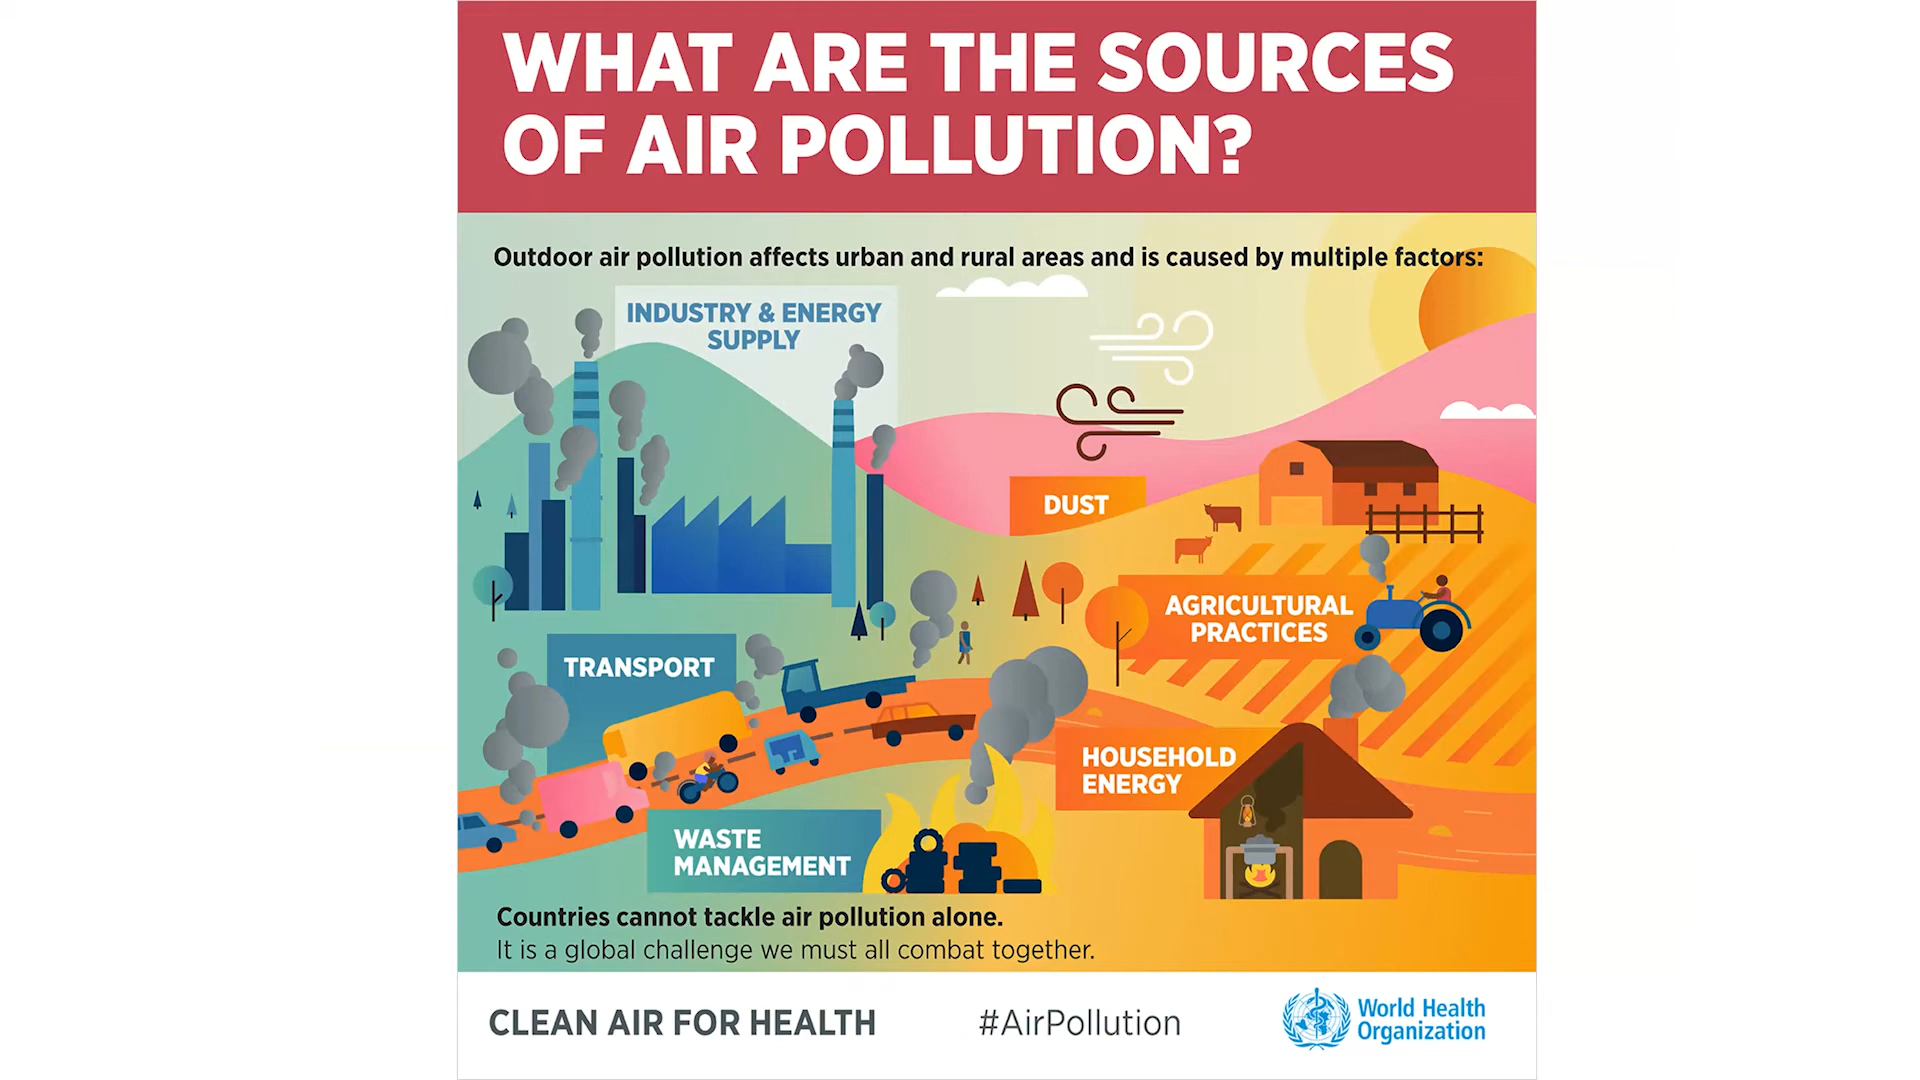 WHAT ARE THE SOURCES
OF AIR POLLUTION?
Outdoor air pollution affects urban and rural areas and is caused by multiple factors:
INDUSTRY & ENERGY
SUPPLY
DUST
AGRICULTURAL
PRACTICES
TRANSPORT
HOUSEHOLD
ENERGY
WASTE
MANAGEMENT
Countries cannot tackle air pollution alone.
It is a global challenge we must all combat together.
CLEAN AIR FOR HEALTH
#AirPollution
World Health
Organization